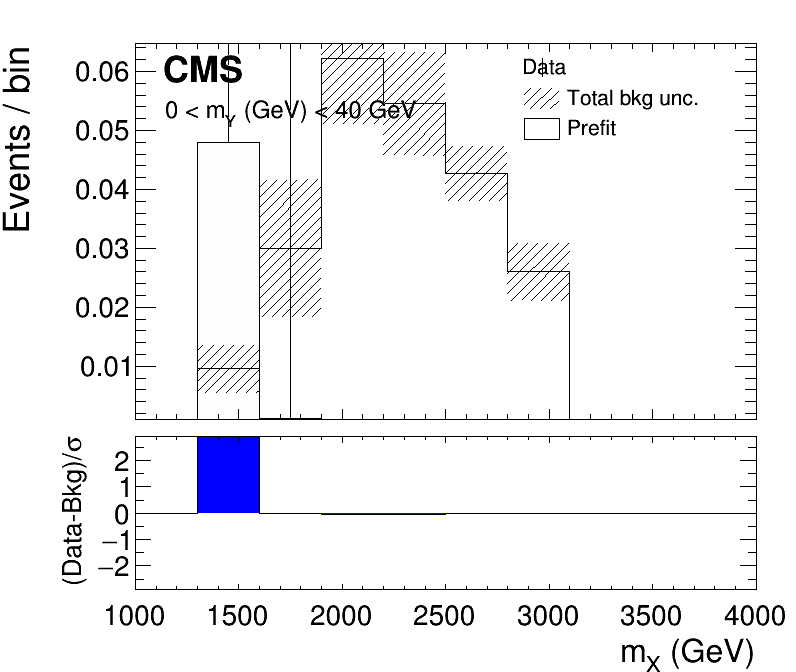 Events / bin
0.06
0.05
0.04
0.03
0.02
0.01
CMS
0 < mY (GeV) < 40 GeV
Data
Total bkg unc.
Prefit
(Data-Bkg)/σ
2
1
0
−1
−2
1000 1500 2000 2500 3000 3500 4000
mX (GeV)